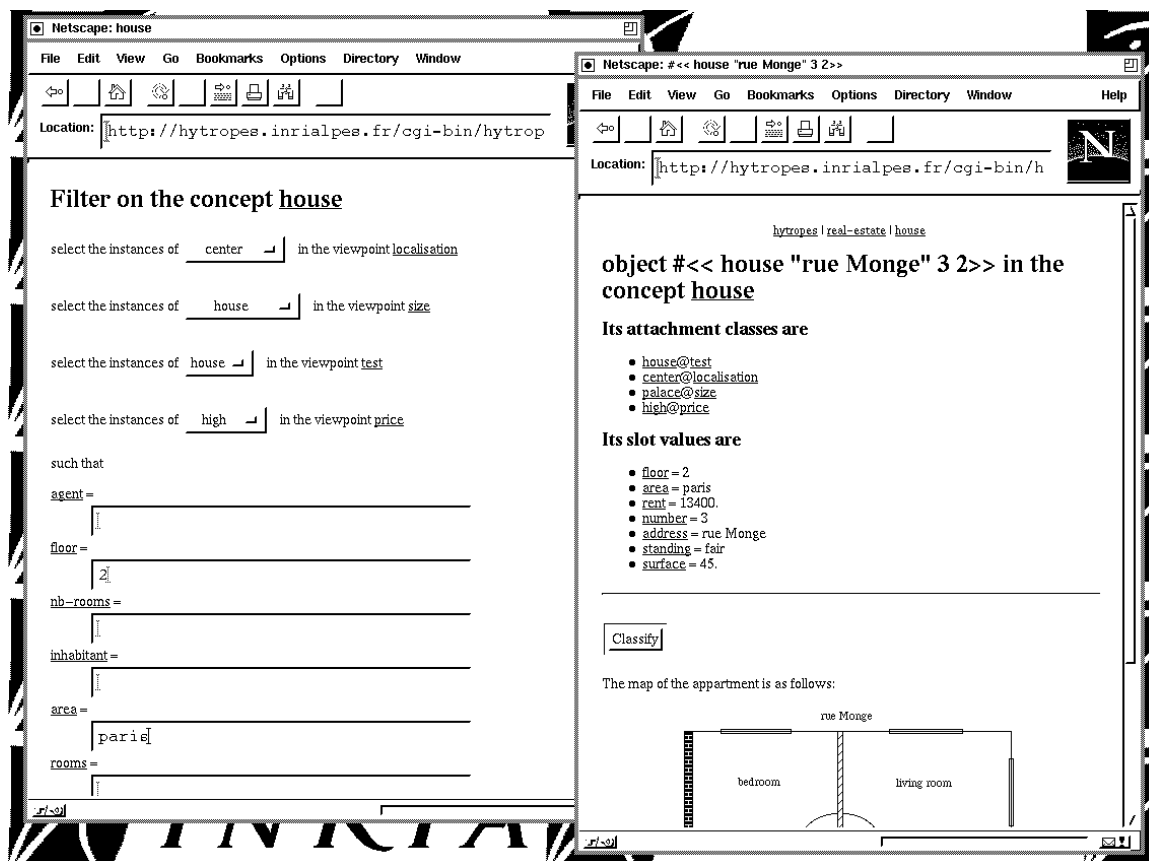 Netscape: house
File Edit View Go Bookmarks Options Directory Window
Location: http://hytropes.inrialpes.fr/cgi-bin/hytrop
Filter on the concept house
select the instances of center in the viewpoint localisation
select the instances of house in the viewpoint size
select the instances of house in the viewpoint test
select the instances of high in the viewpoint price
such that
agent =
floor =
2
nb-rooms =
inhabitant =
area =
paris
rooms =
Netscape: #<< house "rue Monge" 3 2>>
File Edit View Go Bookmarks Options Directory Window Help
Location: http://hytropes.inrialpes.fr/cgi-bin/h
N
hytropes | real-estate | house
object #<< house "rue Monge" 3 2>> in the
concept house
Its attachment classes are
house@test
center@localisation
palace@size
high@price
Its slot values are
floor = 2
area = paris
rent = 13400.
number = 3
address = rue Monge
standing = fair
surface = 45.
Classify
The map of the appartment is as follows:
rue Monge
bedroom living room
INRIA